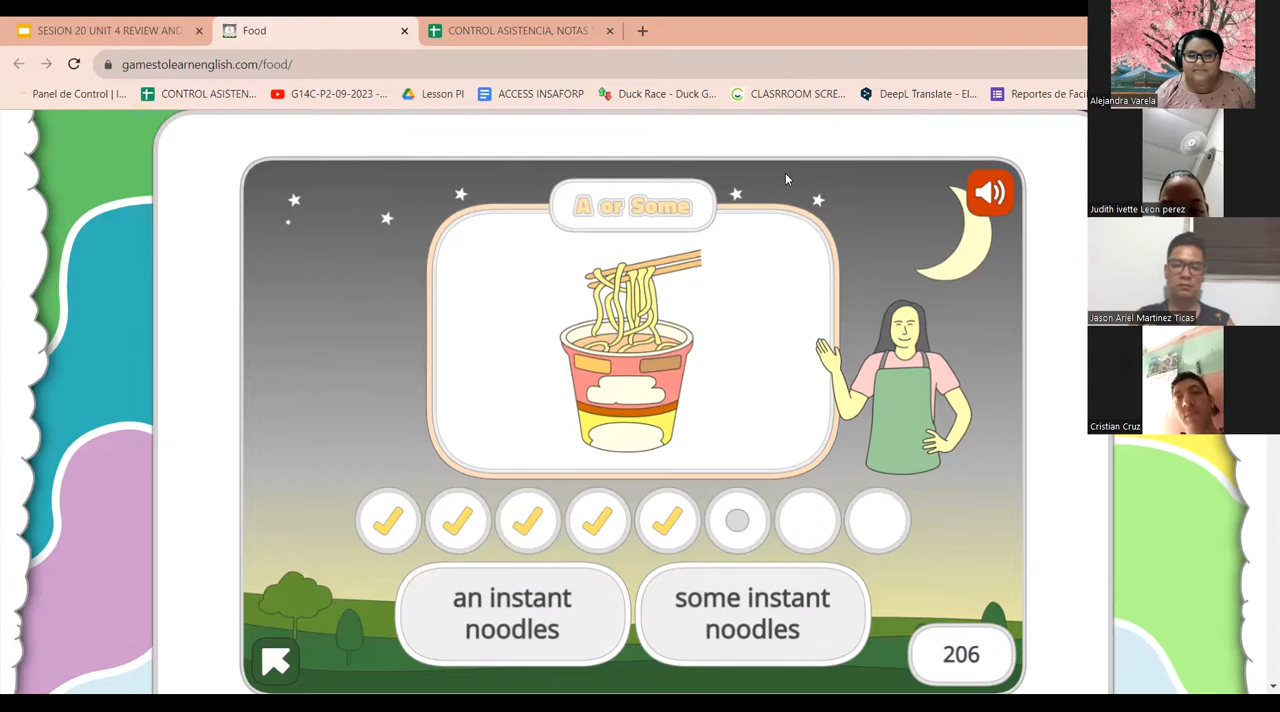 SESION 20 UNIT 4 REVIEW AND
Food
CONTROL ASISTENCIA, NOTAS
gamestolearnenglish.com/food/
Panel de Control | I...
CONTROL ASISTEN...
G14C-P2-09-2023 -...
Lesson Pl
ACCESS INSAFORP
Duck Race - Duck G...
CLASRROOM SCRE...
DeepL Translate - El...
Reportes de Facil
Alejandra Varela
Judith ivette Leon perez
Jason Ariel Martinez Ticas
Cristian Cruz
A or Some
an instant
noodles
some instant
noodles
206